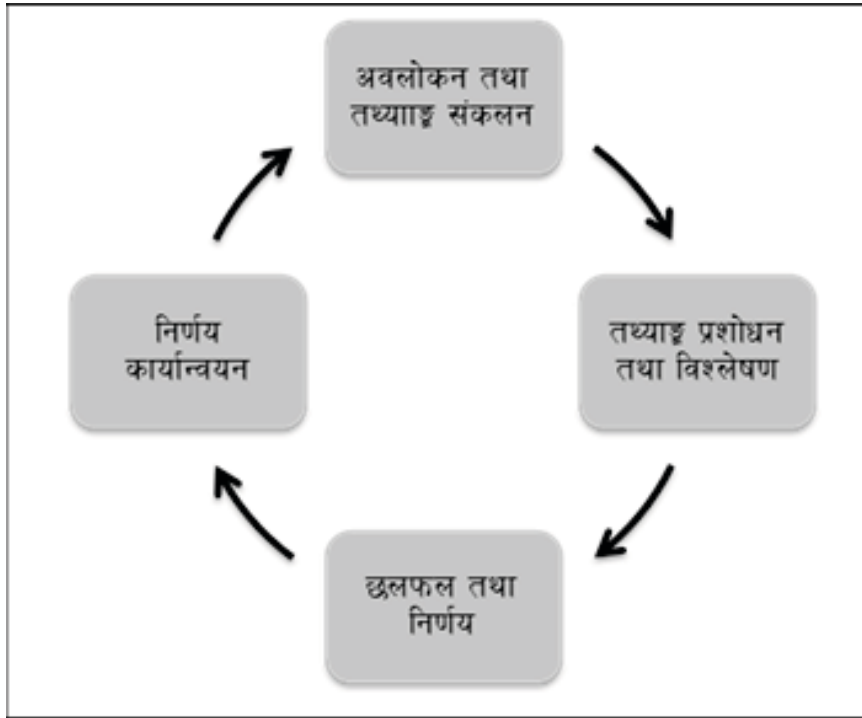 अवलोकन तथा
तथ्यााङ्क संकलन
तथ्याङ्क प्रशोधन
तथा विश्लेषण
छलफल तथा
निर्णय
निर्णय
कार्यान्वयन